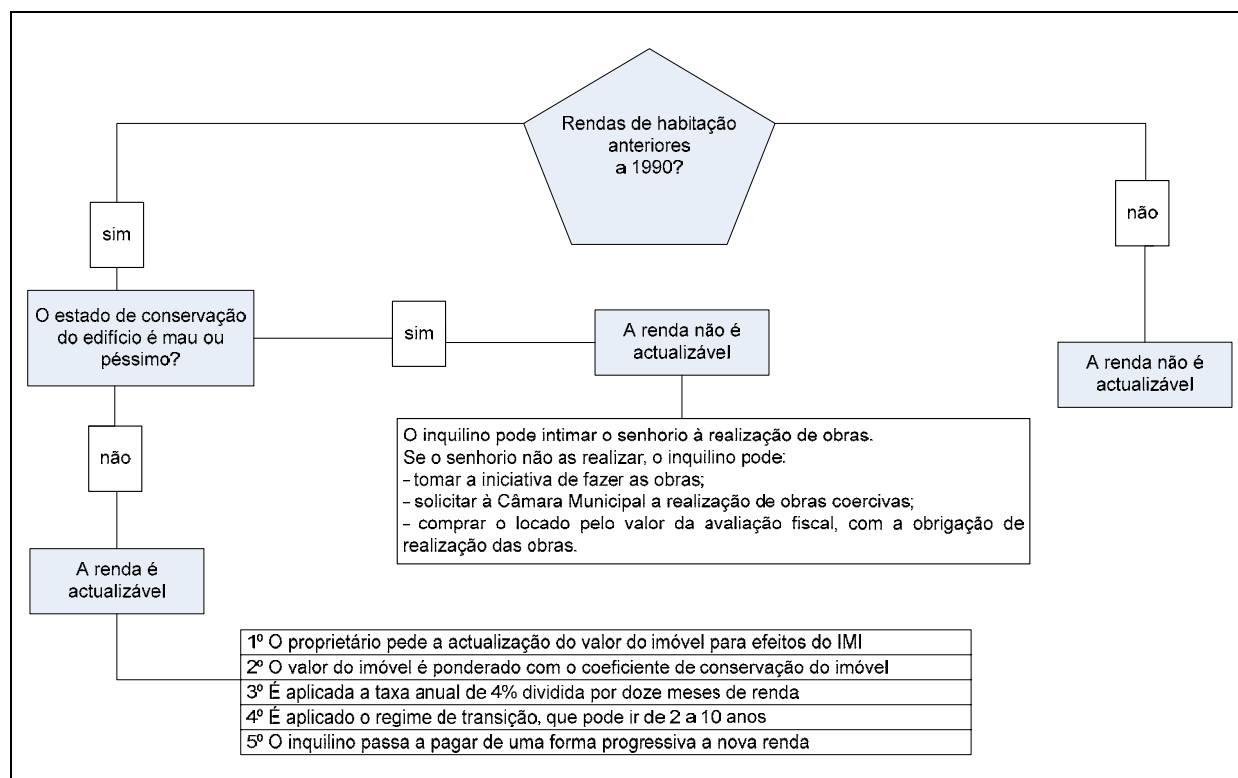 Rendas de habitação
anteriores
a 1990?
sim
não
O estado de conservação
do edifício é mau ou
péssimo?
sim
A renda não é
actualizável
A renda não é
actualizável
não
O inquilino pode intimar o senhorio à realização de obras.
Se o senhorio não as realizar, o inquilino pode:
– tomar a iniciativa de fazer as obras;
– solicitar à Câmara Municipal a realização de obras coercivas;
– comprar o locado pelo valor da avaliação fiscal, com a obrigação de
realização das obras.
A renda é
actualizável
1º O proprietário pede a actualização do valor do imóvel para efeitos do IMI
2º O valor do imóvel é ponderado com o coeficiente de conservação do imóvel
3º É aplicada a taxa anual de 4% dividida por doze meses de renda
4º É aplicado o regime de transição, que pode ir de 2 a 10 anos
5º O inquilino passa a pagar de uma forma progressiva a nova renda